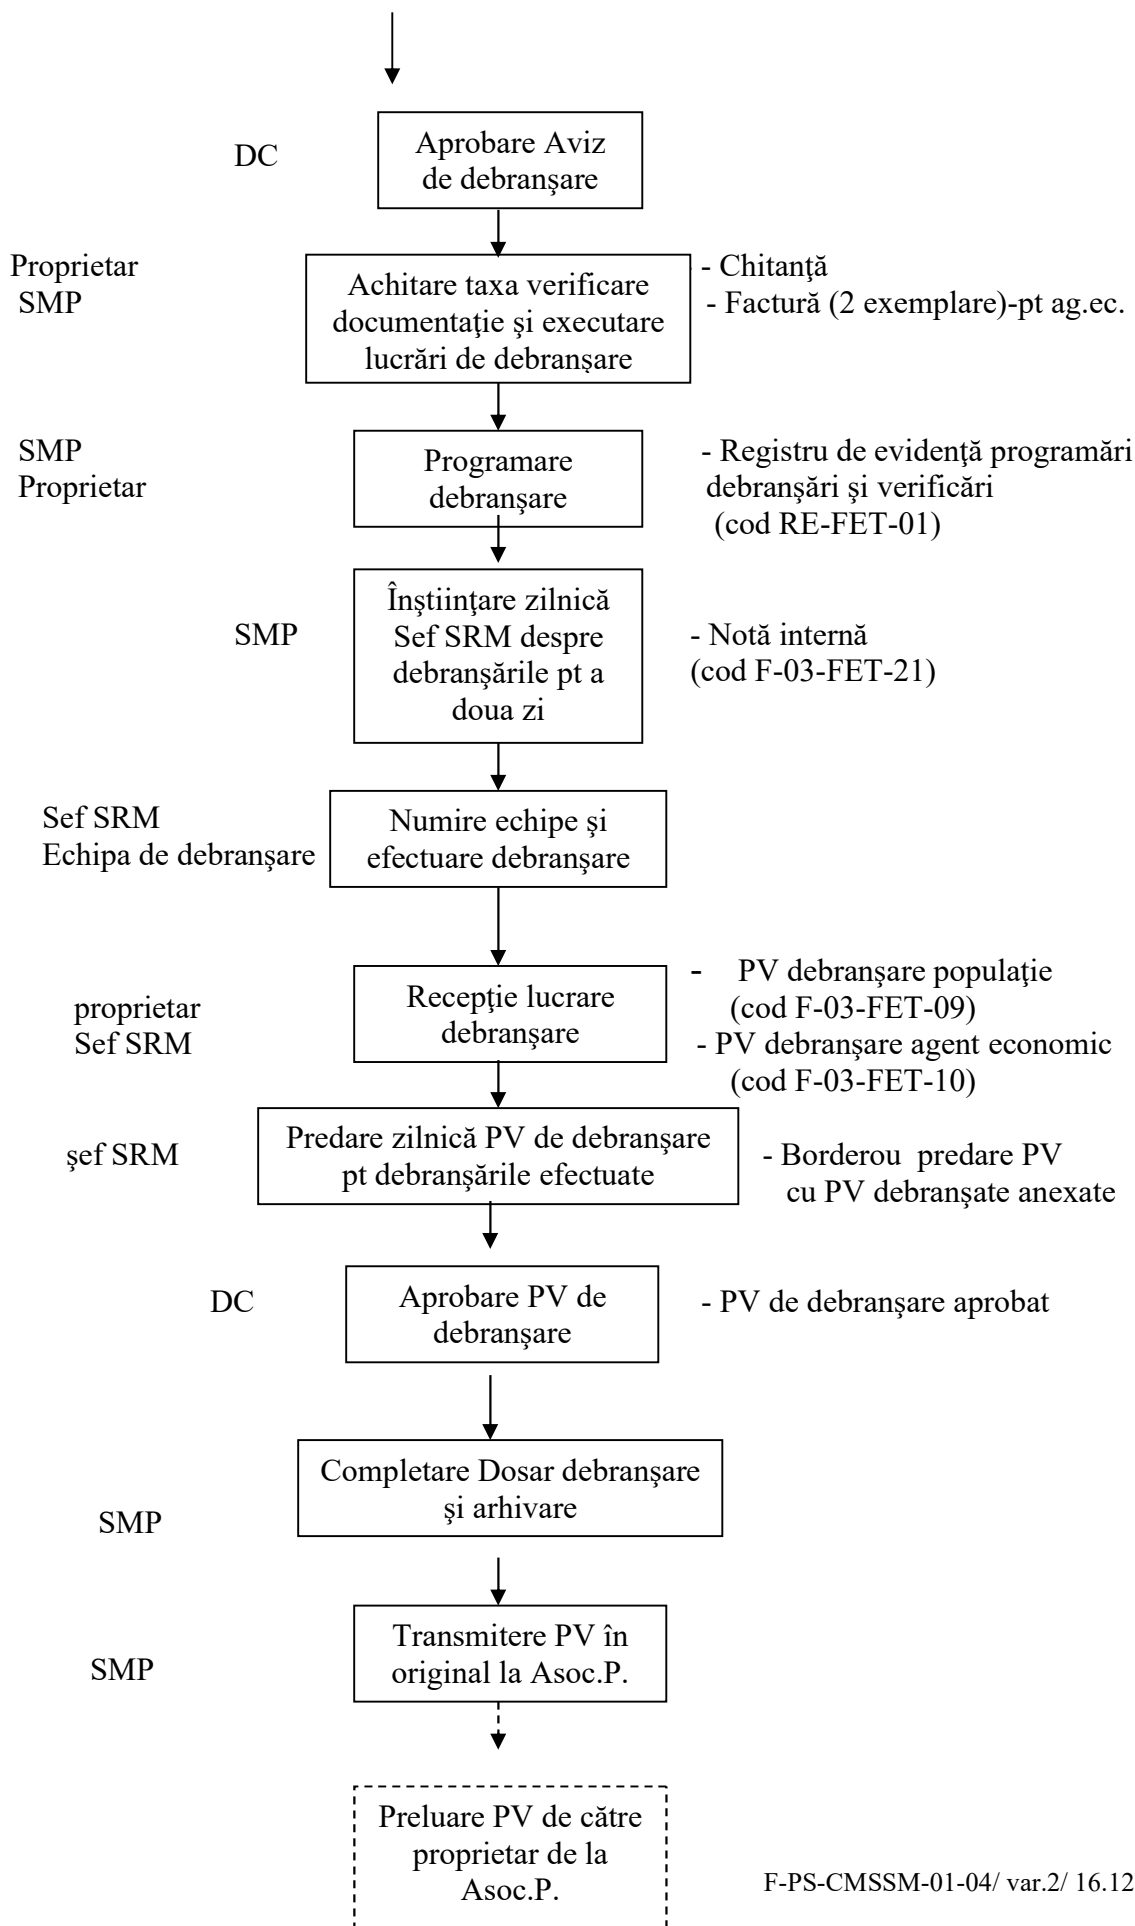 DC
Aprobare Aviz
de debranşare
Proprietar
SMP
Achitare taxa verificare
documentaţie şi executare
lucrări de debranşare
- Chitanţă
- Factură (2 exemplare)-pt ag.ec.
SMP
Proprietar
Programare
debranşare
- Registru de evidenţă programări
debranşări şi verificări
(cod RE-FET-01)
SMP
Înştiinţare zilnică
Sef SRM despre
debranşările pt a
doua zi
- Notă internă
(cod F-03-FET-21)
Sef SRM
Echipa de debranşare
Numire echipe şi
efectuare debranşare
proprietar
Sef SRM
Recepţie lucrare
debranşare
- PV debranşare populaţie
(cod F-03-FET-09)
- PV debranşare agent economic
(cod F-03-FET-10)
şef SRM
Predare zilnică PV de debranşare
pt debranşările efectuate
- Borderou predare PV
cu PV debranşate anexate
DC
Aprobare PV de
debranşare
- PV de debranşare aprobat
SMP
Completare Dosar debranşare
şi arhivare
SMP
Transmitere PV în
original la Asoc.P.
Preluare PV de către
proprietar de la
Asoc.P.
F-PS-CMSSM-01-04/ var.2/ 16.12